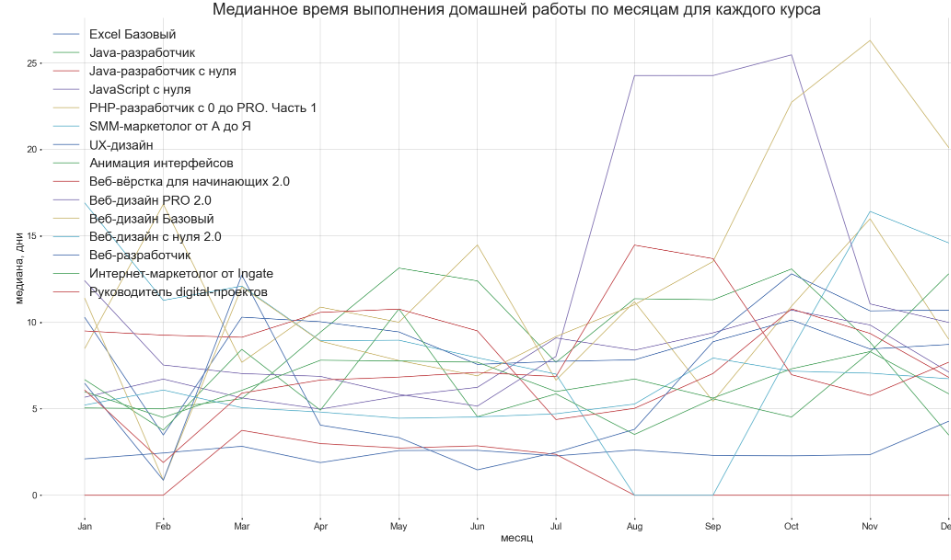 Медианное время выполнения домашней работы по месяцам для каждого курса
Excel Базовый
Java-разработчик
Java-разработчик с нуля
JavaScript с нуля
PHP-разработчик с 0 до PRO. Часть 1
SMM-маркетолог от А до Я
UX-дизайн
Анимация интерфейсов
Веб-вёрстка для начинающих 2.0
Веб-дизайн PRO 2.0
Веб-дизайн Базовый
Веб-дизайн с нуля 2.0
Веб-разработчик
Интернет-маркетолог от Ingate
Руководитель digital-проектов
медиана, дни
25
20
15
10
5
0
Jan Feb Mar Apr May Jun Jul Aug Sep Oct Nov De
месяц